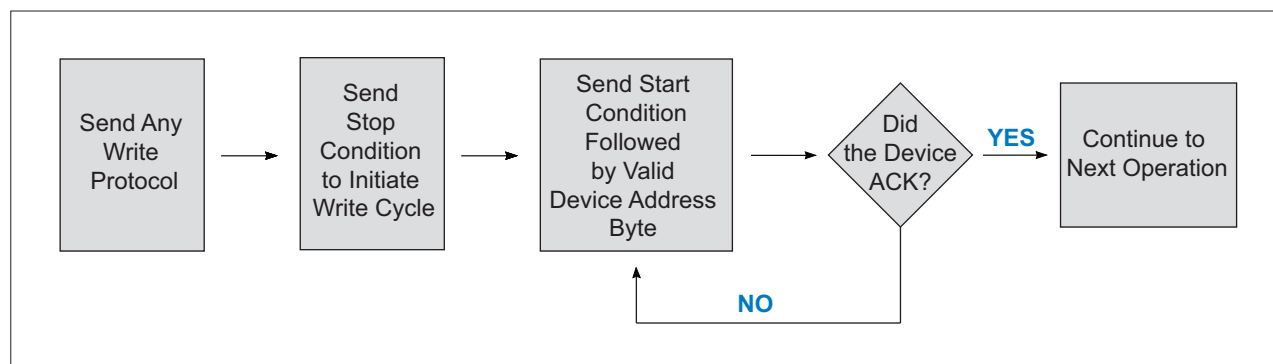 Send Any
Write
Protocol
Send
Stop
Condition
to Initiate
Write Cycle
Send Start
Condition
Followed
by Valid
Device Address
Byte
Did
the Device
ACK?
YES
Continue to
Next Operation
NO